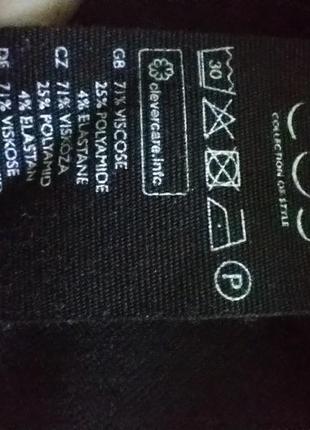 COS
COLLECTION OF STYLE
30
P
clevercare.info
GB 71% VISCOSE
25% POLYAMIDE
4% ELASTANE
CZ 71% VISKOZA
25% POLYAMID
4% ELASTAN
DE 71% VISKOSE